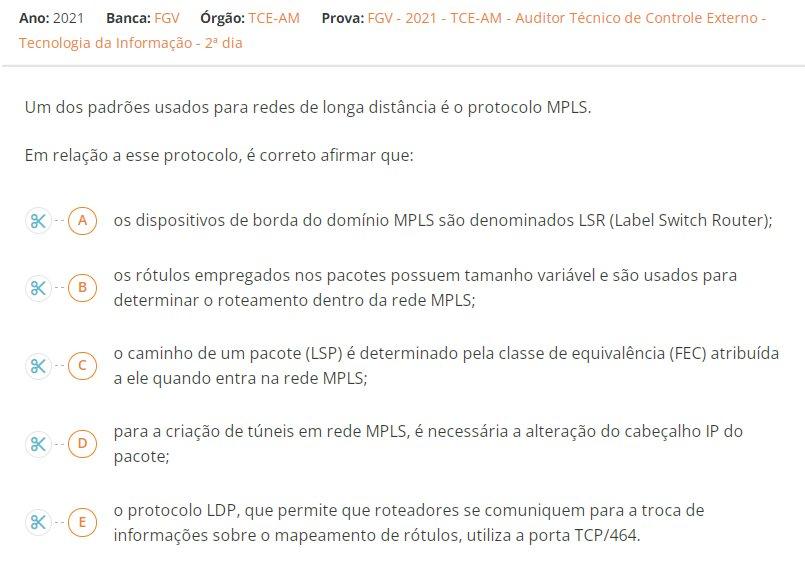 Ano: 2021 Banca: FGV Órgão: TCE-AM Prova: FGV - 2021 - TCE-AM - Auditor Técnico de Controle Externo -
Tecnologia da Informação - 2ª dia
Um dos padrões usados para redes de longa distância é o protocolo MPLS.
Em relação a esse protocolo, é correto afirmar que:
A os dispositivos de borda do domínio MPLS são denominados LSR (Label Switch Router);
os rótulos empregados nos pacotes possuem tamanho variável e são usados para
B
determinar o roteamento dentro da rede MPLS;
o caminho de um pacote (LSP) é determinado pela classe de equivalência (FEC) atribuída
C
a ele quando entra na rede MPLS;
para a criação de túneis em rede MPLS, é necessária a alteração do cabeçalho IP do
D
pacote;
o protocolo LDP, que permite que roteadores se comuniquem para a troca de
E
informações sobre o mapeamento de rótulos, utiliza a porta TCP/464.